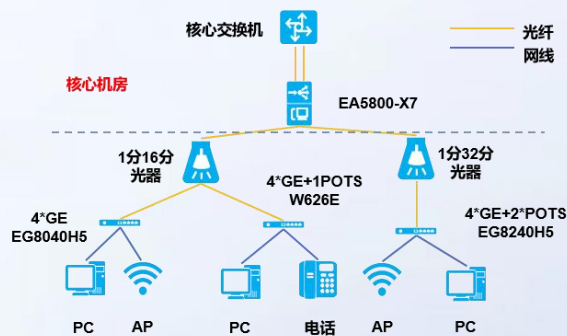 核心交换机
光纤
网线
核心机房
EA5800-X7
1分16分
光器
1分32分
光器
4*GE+1POTS
W626E
4*GE
EG8040H5
4*GE+2*POTS
EG8240H5
PC
AP
PC
电话
AP
PC